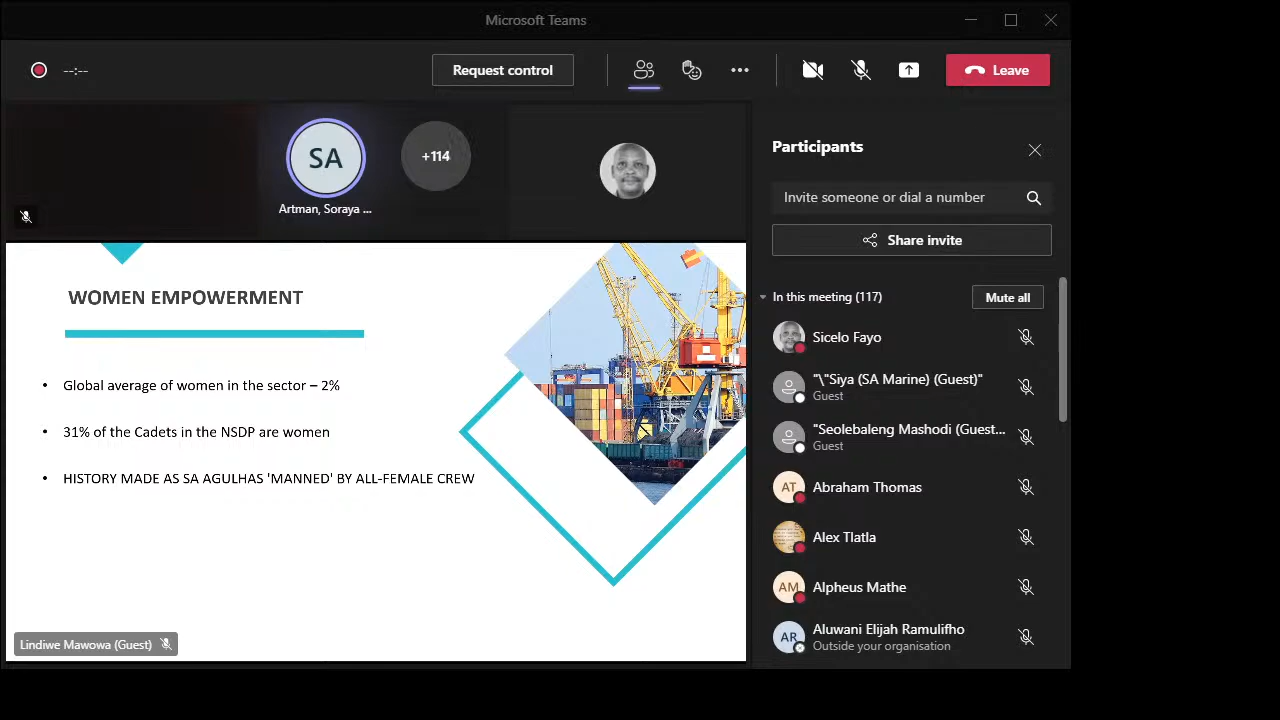 Microsoft Teams
--:--
Request control
Leave
SA
+114
Artman, Soraya ...
WOMEN EMPOWERMENT
• Global average of women in the sector – 2%
• 31% of the Cadets in the NSDP are women
• HISTORY MADE AS SA AGULHAS 'MANNED' BY ALL-FEMALE CREW
Lindiwe Mawowa (Guest)
Participants
Invite someone or dial a number
Share invite
In this meeting (117)
Mute all
Sicelo Fayo
"\"Siya (SA Marine) (Guest)"
Guest
"Seolebaleng Mashodi (Guest...
Guest
AT
Abraham Thomas
Alex Tlatla
AM
Alpheus Mathe
AR
Aluwani Elijah Ramulifho
Outside your organisation